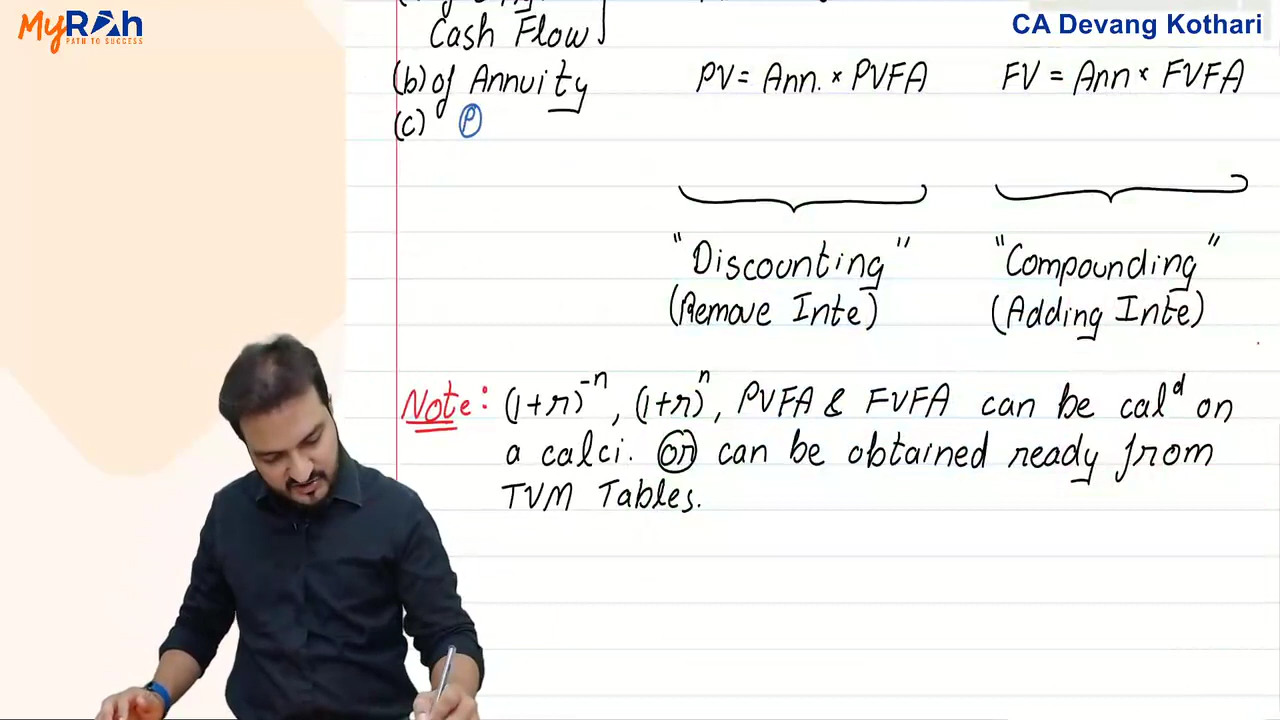 MyRAh
PATH TO SUCCESS
CA Devang Kothari
Cash Flow
(b) of Annuity PV = Ann. × PVFA FV = Ann × FVFA
(c) P
"Discounting" "Compounding"
(Remove Inte) (Adding Inte)
Note: (1+r)⁻ⁿ, (1+r)ⁿ, PVFA & FVFA can be calᵈ on
a calci. or can be obtained ready from
TVM Tables.